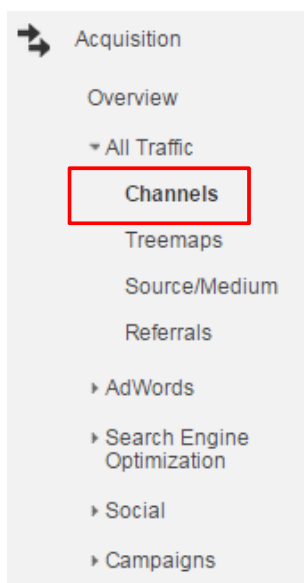 Acquisition
Overview
All Traffic
Channels
Treemaps
Source/Medium
Referrals
AdWords
Search Engine
Optimization
Social
Campaigns